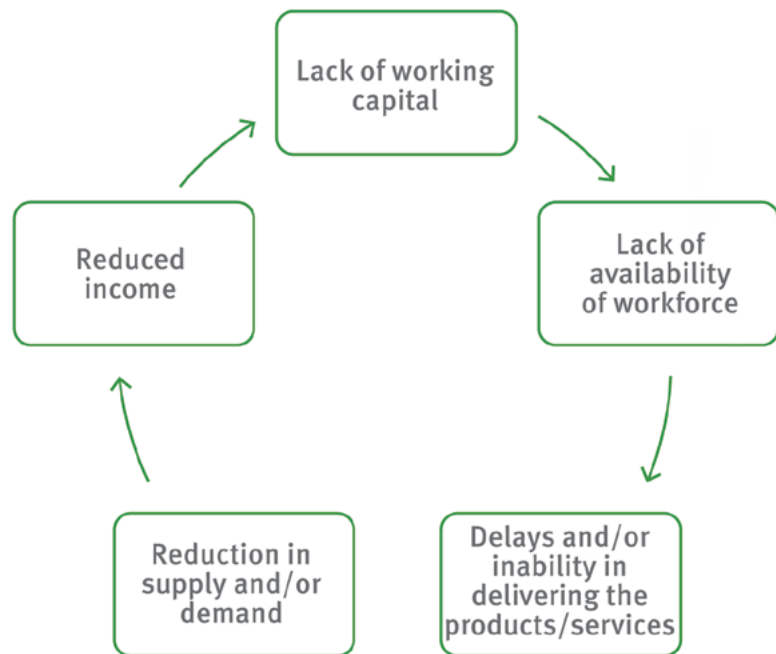 Lack of working
capital
Lack of
availability
of workforce
Delays and/or
inability in
delivering the
products/services
Reduction in
supply and/or
demand
Reduced
income